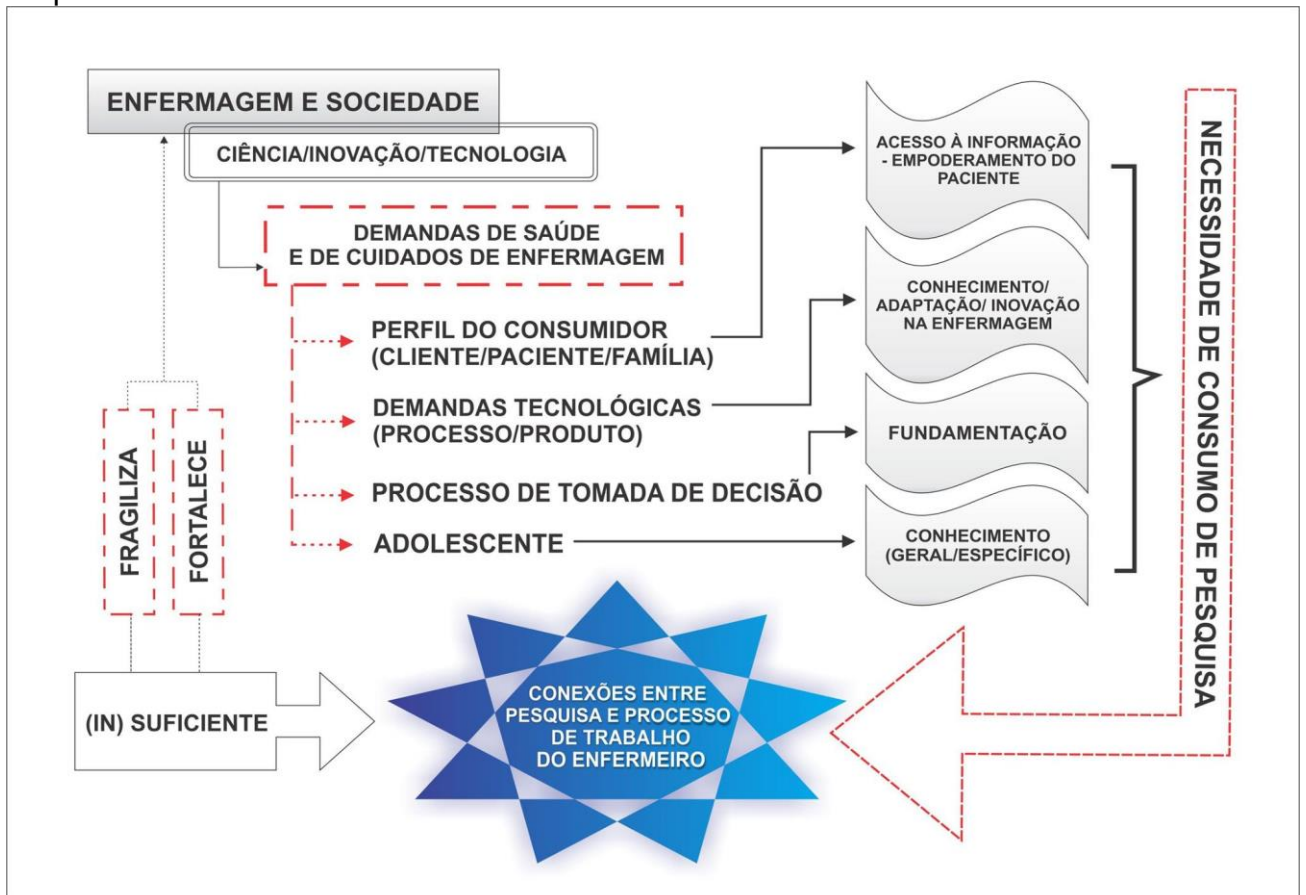 ENFERMAGEM E SOCIEDADE
CIÊNCIA/INOVAÇÃO/TECNOLOGIA
DEMANDAS DE SAÚDE
E DE CUIDADOS DE ENFERMAGEM
PERFIL DO CONSUMIDOR
(CLIENTE/PACIENTE/FAMÍLIA)
DEMANDAS TECNOLÓGICAS
(PROCESSO/PRODUTO)
PROCESSO DE TOMADA DE DECISÃO
ADOLESCENTE
ACESSO À INFORMAÇÃO
- EMPODERAMENTO DO
PACIENTE
CONHECIMENTO/
ADAPTAÇÃO/ INOVAÇÃO
NA ENFERMAGEM
FUNDAMENTAÇÃO
CONHECIMENTO
(GERAL/ESPECÍFICO)
NECESSIDADE DE CONSUMO DE PESQUISA
FRAGILIZA
FORTALECE
(IN) SUFICIENTE
CONEXÕES ENTRE
PESQUISA E PROCESSO
DE TRABALHO
DO ENFERMEIRO